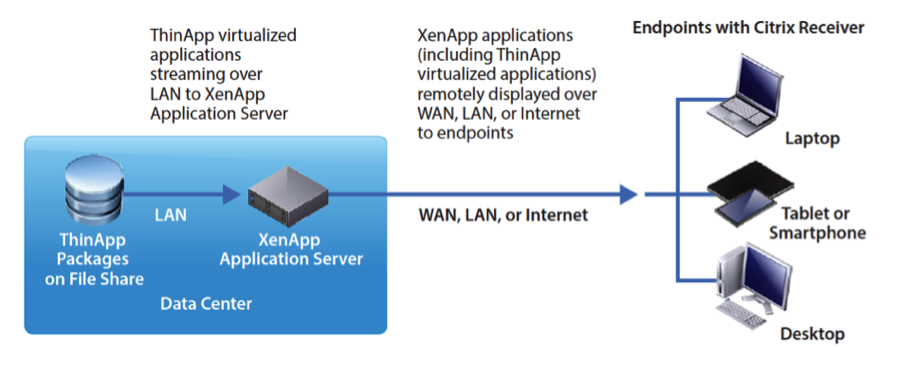 ThinApp virtualized
applications
streaming over
LAN to XenApp
Application Server
XenApp applications
(including ThinApp
virtualized applications)
remotely displayed over
WAN, LAN, or Internet
to endpoints
Endpoints with Citrix Receiver
Laptop
LAN
WAN, LAN, or Internet
Tablet or
Smartphone
ThinApp
Packages
on File Share
XenApp
Application Server
Data Center
Desktop